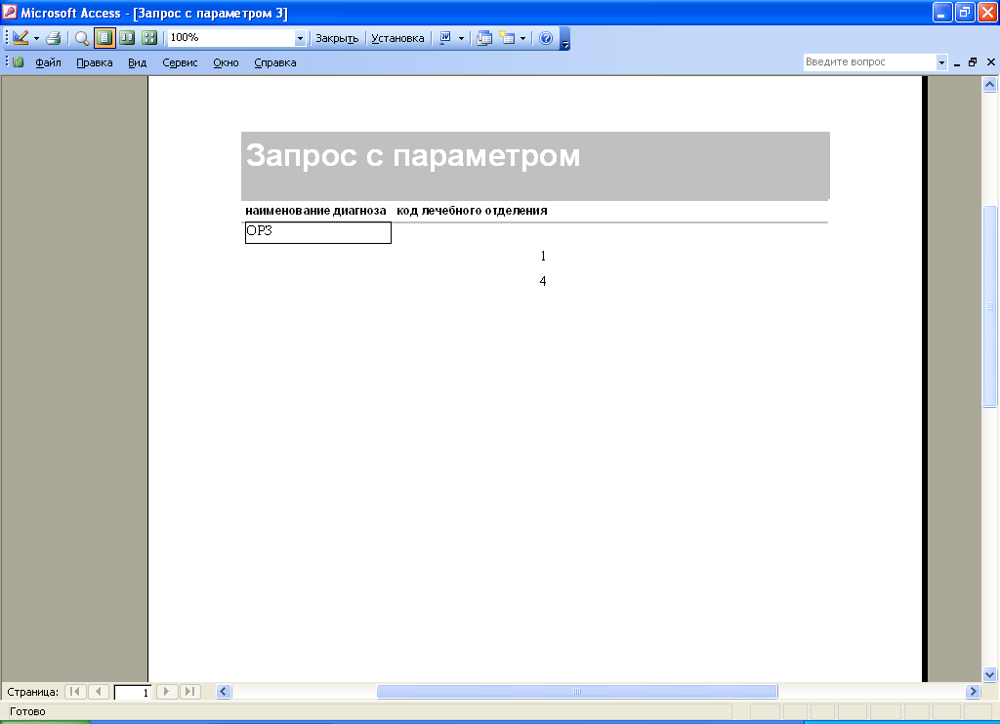 Microsoft Access - [Запрос с параметром 3]
100% Закрыть Установка
Файл Правка Вид Сервис Окно Справка Введите вопрос
Запрос с параметром
наименование диагноза код лечебного отделения
ОРЗ
1
4
Страница: 1
Готово